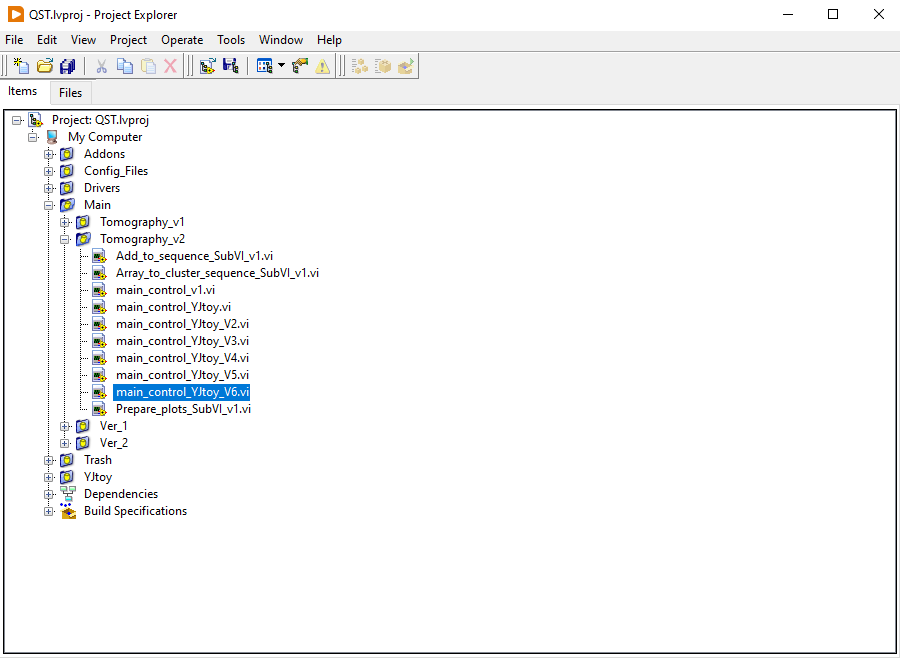 QST.lvproj - Project Explorer
File Edit View Project Operate Tools Window Help
Items Files
Project: QST.lvproj
My Computer
Addons
Config_Files
Drivers
Main
Tomography_v1
Tomography_v2
Add_to_sequence_SubVI_v1.vi
Array_to_cluster_sequence_SubVI_v1.vi
main_control_v1.vi
main_control_YJtoy.vi
main_control_YJtoy_V2.vi
main_control_YJtoy_V3.vi
main_control_YJtoy_V4.vi
main_control_YJtoy_V5.vi
main_control_YJtoy_V6.vi
Prepare_plots_SubVI_v1.vi
Ver_1
Ver_2
Trash
YJtoy
Dependencies
Build Specifications